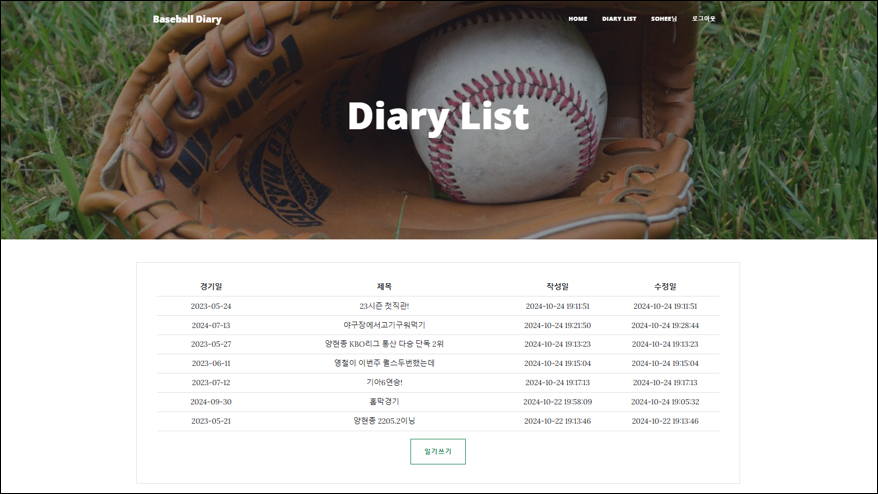 Baseball Diary
HOME DIARY LIST SOHEE님 로그아웃
Diary List
경기일 제목 작성일 수정일
2023-05-24 23시즌 첫직관! 2024-10-24 19:11:51 2024-10-24 19:11:51
2024-07-13 야구장에서고기구워먹기 2024-10-24 19:21:50 2024-10-24 19:28:44
2023-05-27 양현종 KBO리그 통산 다승 단독 2위 2024-10-24 19:13:23 2024-10-24 19:13:23
2023-06-11 영철이 이번주 퀄스두번했는데 2024-10-24 19:15:04 2024-10-24 19:15:04
2023-07-12 기아6연승! 2024-10-24 19:17:13 2024-10-24 19:17:13
2024-09-30 홈막경기 2024-10-22 19:58:09 2024-10-24 19:05:32
2023-05-21 양현종 2205.2이닝 2024-10-22 19:13:46 2024-10-22 19:13:46
일기쓰기